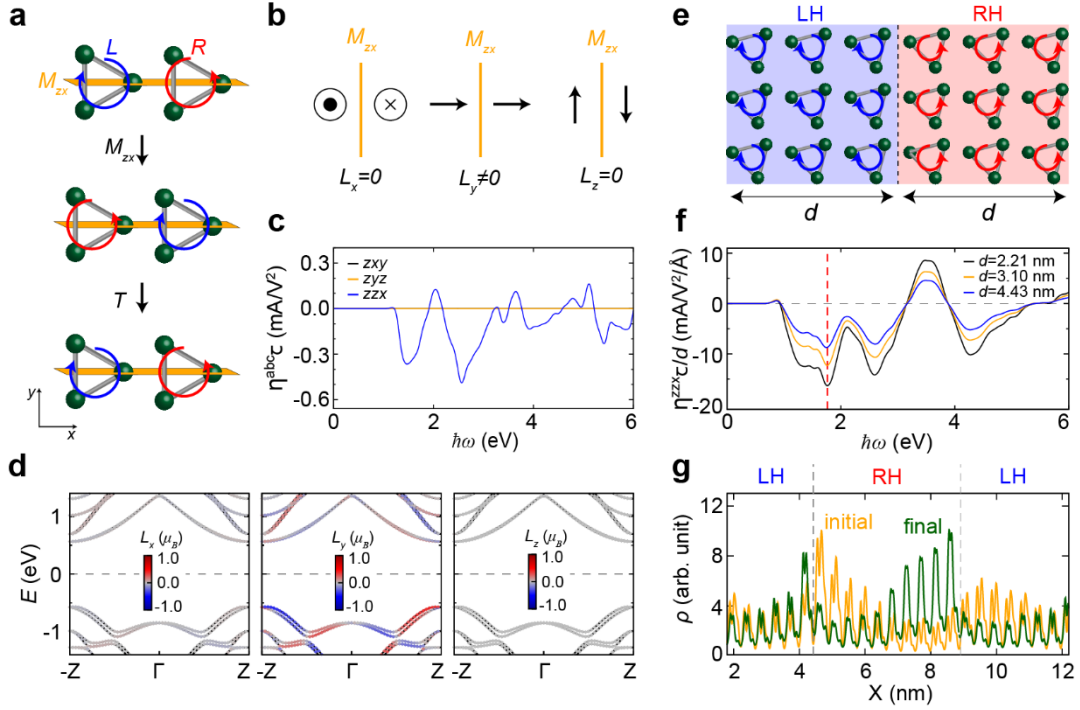 a
L
R
M_zx
M_zx
T
y
x
b
M_zx
M_zx
M_zx
L_x=0
L_y≠0
L_z=0
c
η^abcτ (mA/V²)
0.3
0.0
-0.3
-0.6
zxy
zyz
zzx
0
2
4
6
ħω (eV)
d
E (eV)
1
0
-1
L_x (μ_B)
1.0
0.0
-1.0
L_y (μ_B)
1.0
0.0
-1.0
L_z (μ_B)
1.0
0.0
-1.0
-Z
Γ
Z
-Z
Γ
Z
-Z
Γ
Z
e
LH
RH
d
d
f
η^zzxτ/d (mA/V²/Å)
10
0
-10
-20
d=2.21 nm
d=3.10 nm
d=4.43 nm
0
2
4
6
ħω (eV)
g
LH
RH
LH
ρ (arb. unit)
12
8
4
0
initial
final
2
4
6
8
10
12
X (nm)